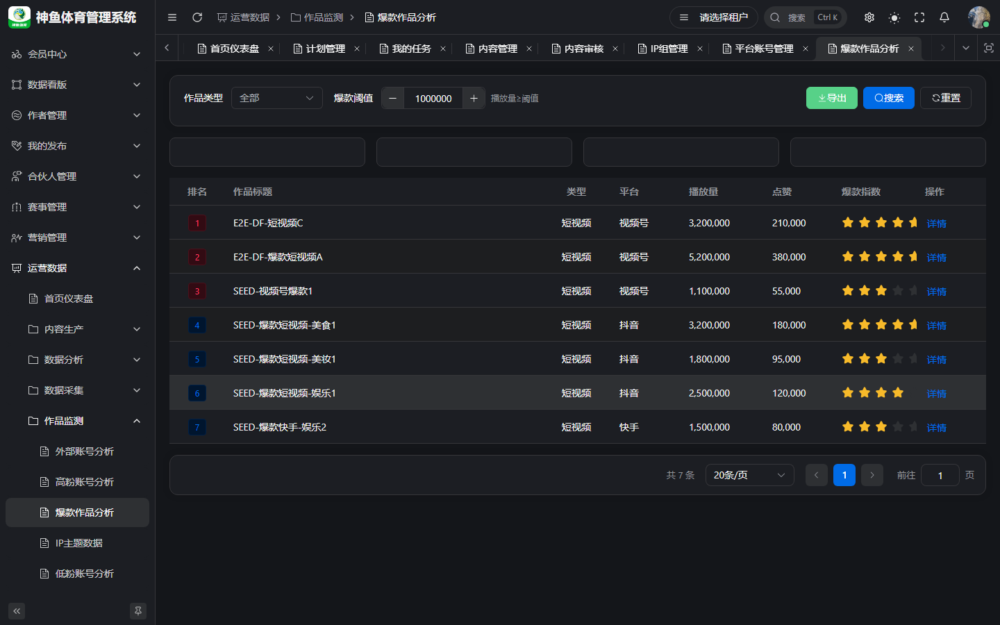 神鱼体育管理系统
会员中心
数据看版
作者管理
我的发布
合伙人管理
赛事管理
营销管理
运营数据
首页仪表盘
内容生产
数据分析
数据采集
作品监测
外部账号分析
高粉账号分析
爆款作品分析
IP主题数据
低粉账号分析
运营数据 作品监测 爆款作品分析
请选择租户 搜索 Ctrl K
首页仪表盘 计划管理 我的任务 内容管理 内容审核 IP组管理 平台账号管理 爆款作品分析
作品类型 全部 爆款阈值 1000000 播放量≥阈值 导出 搜索 重置
排名 作品标题 类型 平台 播放量 点赞 爆款指数 操作
1 E2E-DF-短视频C 短视频 视频号 3,200,000 210,000 详情
2 E2E-DF-爆款短视频A 短视频 视频号 5,200,000 380,000 详情
3 SEED-视频号爆款1 短视频 视频号 1,100,000 55,000 详情
4 SEED-爆款短视频-美食1 短视频 抖音 3,200,000 180,000 详情
5 SEED-爆款短视频-美妆1 短视频 抖音 1,800,000 95,000 详情
6 SEED-爆款短视频-娱乐1 短视频 抖音 2,500,000 120,000 详情
7 SEED-爆款快手-娱乐2 短视频 快手 1,500,000 80,000 详情
共 7 条 20条/页 1 前往 1 页